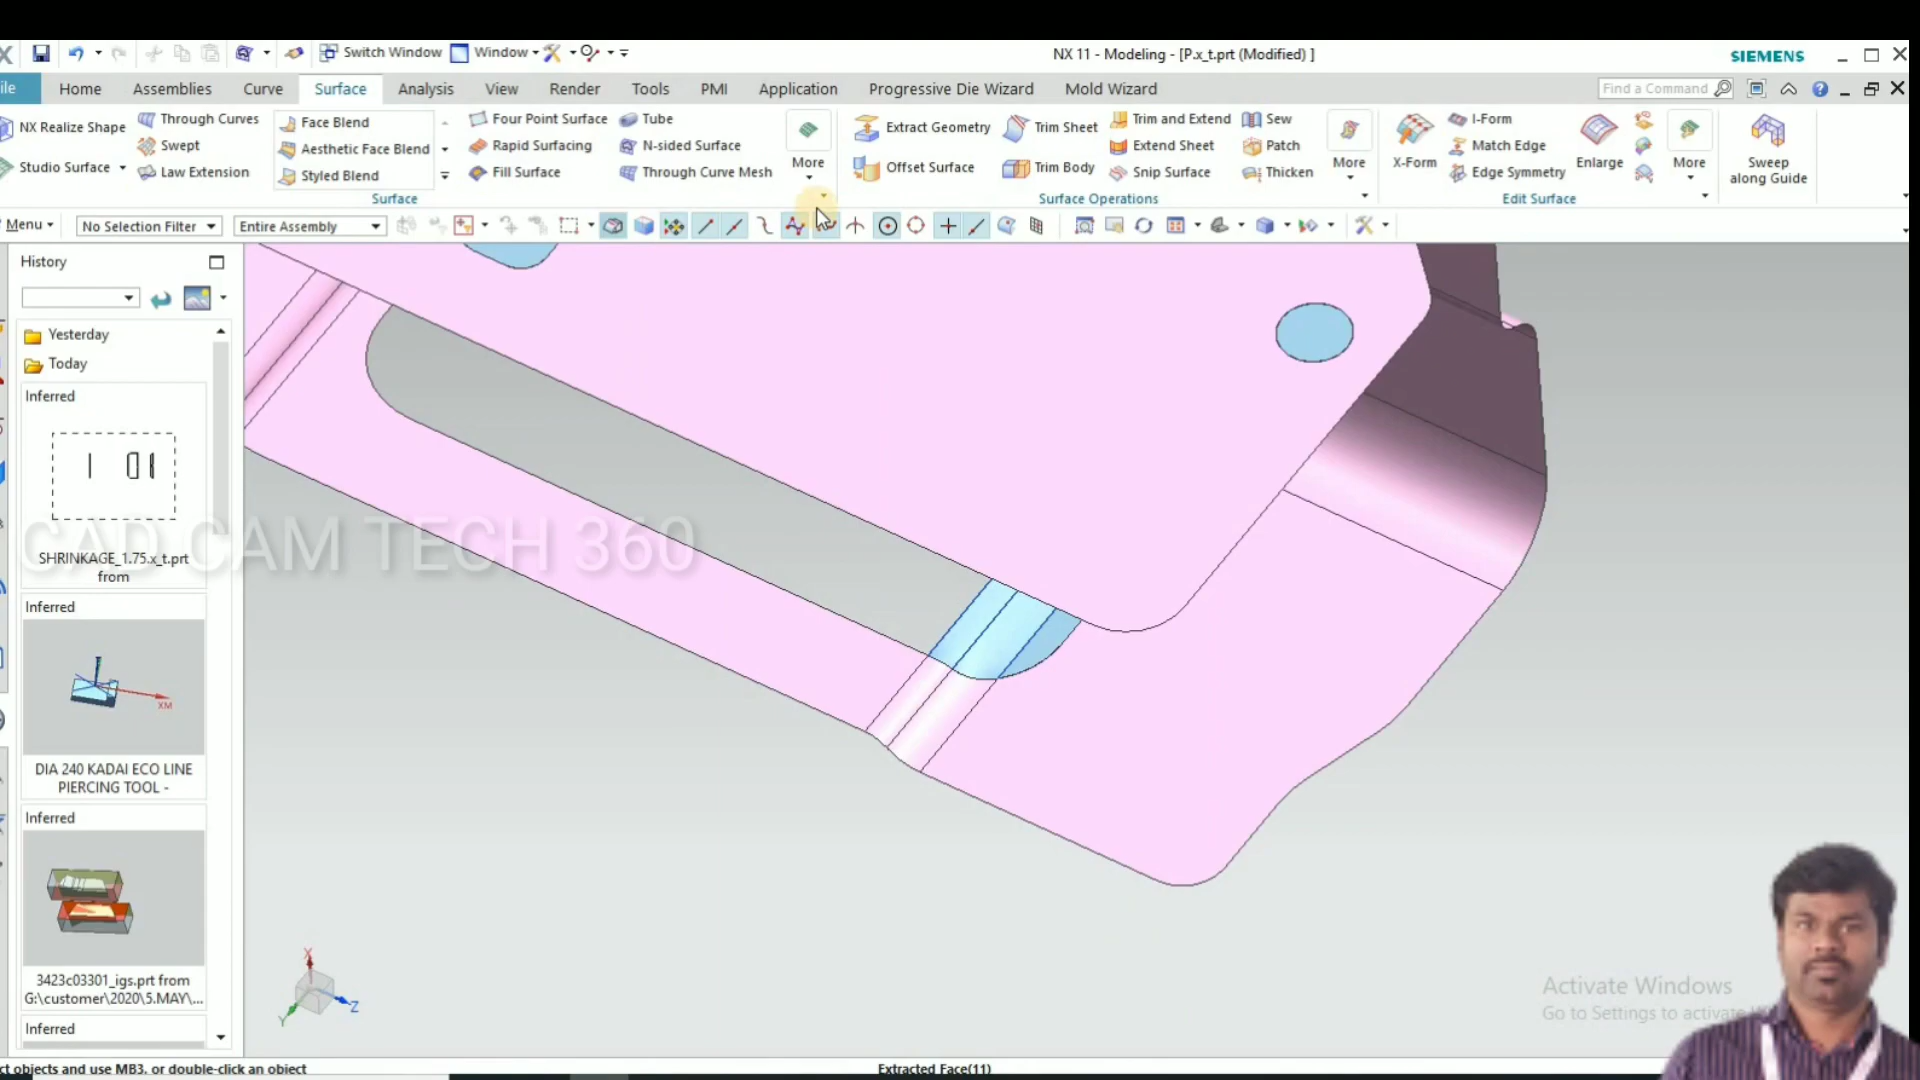 Switch Window
Window
NX 11 - Modeling - [P.x_t.prt (Modified) ]
SIEMENS
ile
Home
Assemblies
Curve
Surface
Analysis
View
Render
Tools
PMI
Application
Progressive Die Wizard
Mold Wizard
Find a Command
NX Realize Shape
Studio Surface
Through Curves
Swept
Law Extension
Face Blend
Aesthetic Face Blend
Styled Blend
Four Point Surface
Rapid Surfacing
Fill Surface
Tube
N-sided Surface
Through Curve Mesh
More
Extract Geometry
Offset Surface
Trim Sheet
Trim Body
Trim and Extend
Extend Sheet
Snip Surface
Sew
Patch
Thicken
More
X-Form
I-Form
Match Edge
Edge Symmetry
Enlarge
More
Sweep
along Guide
Surface
Surface Operations
Edit Surface
Menu
No Selection Filter
Entire Assembly
History
Yesterday
Today
Inferred
SHRINKAGE_1.75.x_t.prt
from
Inferred
XM
DIA 240 KADAI ECO LINE
PIERCING TOOL -
Inferred
3423c03301_igs.prt from
G:\customer\2020\5.MAY\...
Inferred
CAD CAM TECH 360
X
Y
Z
Activate Windows
Go to Settings to activate
ct objects and use MB3, or double-click an object
Extracted Face(11)